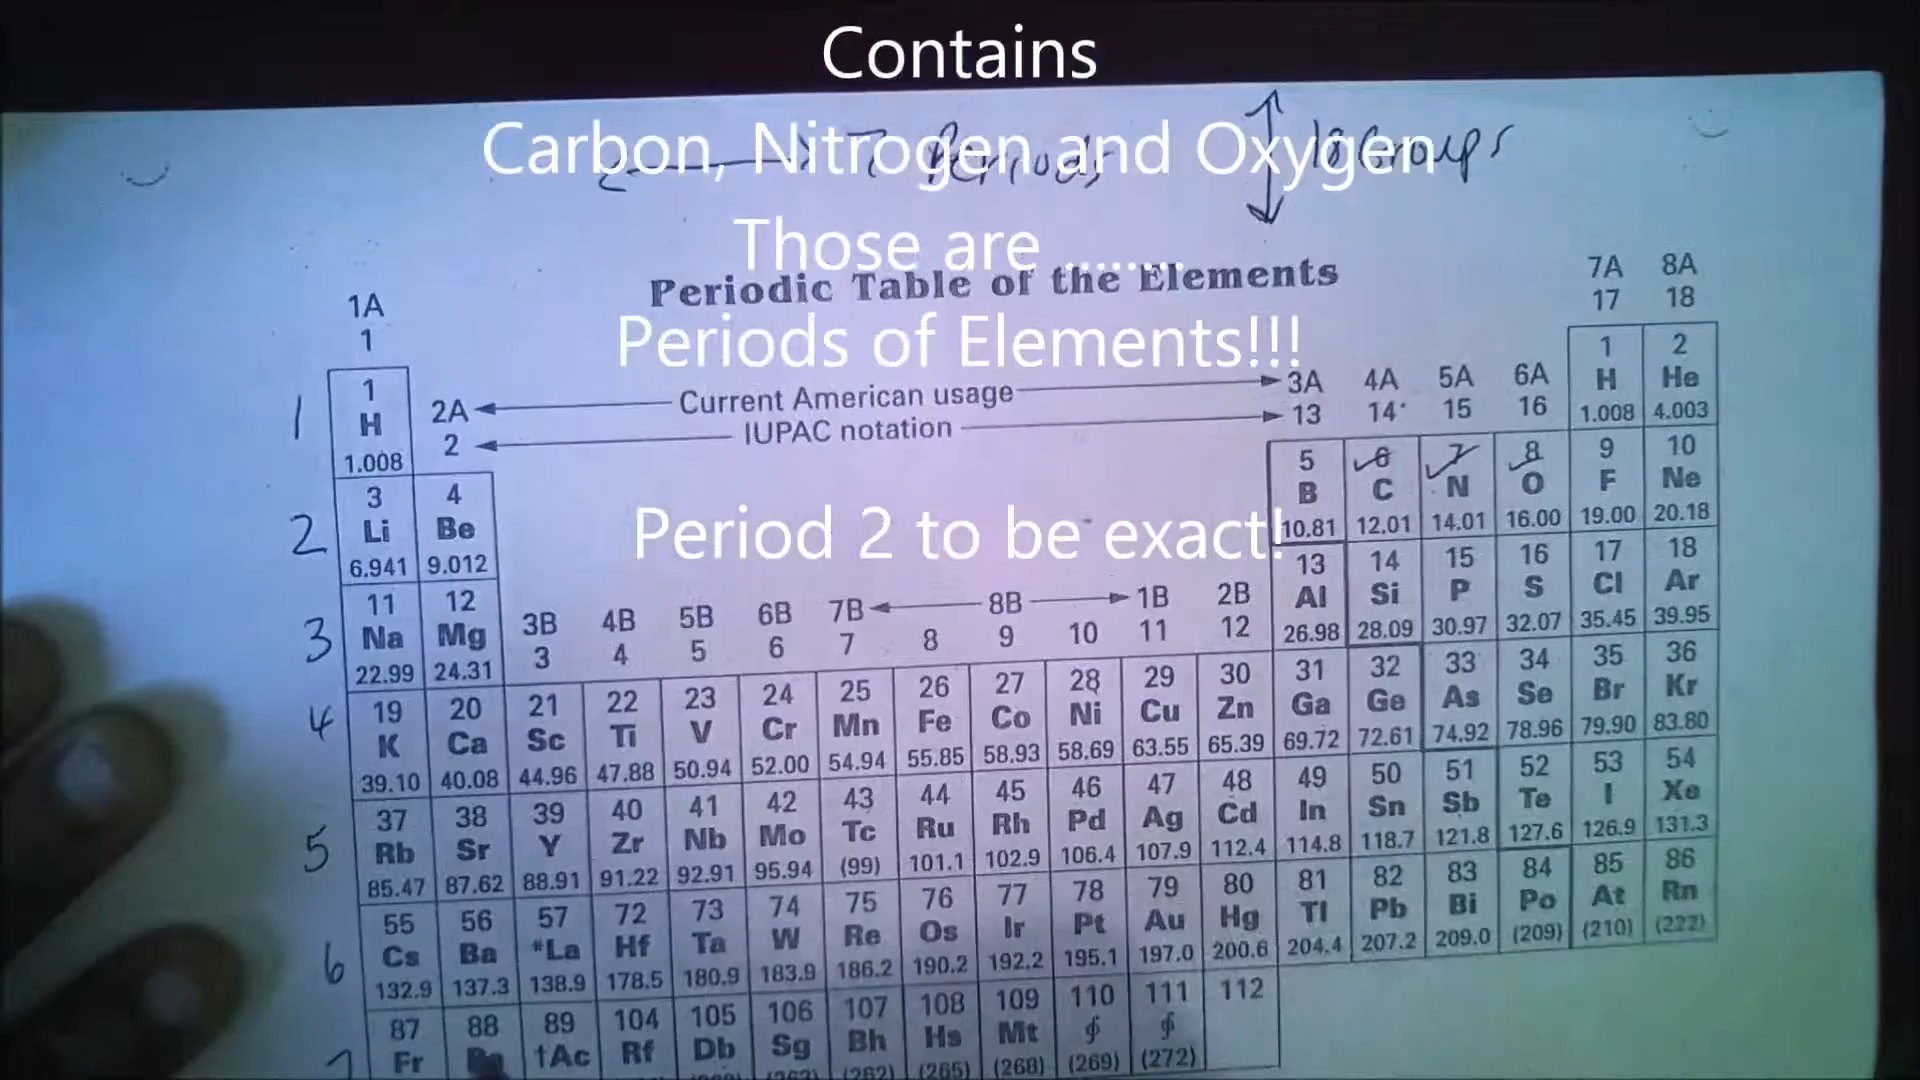 Contains
Carbon, Nitrogen and Oxygen
7 Periods 18 Groups
Those are ........
Periodic Table of the Elements
Periods of Elements!!!
Period 2 to be exact!
7A 8A
1A 17 18
1
1 2
H He
1.008 4.003
1 1 2A Current American usage 3A 4A 5A 6A
H 2 IUPAC notation 13 14 15 16
1.008
5 6 7 8 9 10
B C N O F Ne
10.81 12.01 14.01 16.00 19.00 20.18
2 3 4
Li Be
6.941 9.012
13 14 15 16 17 18
Al Si P S Cl Ar
26.98 28.09 30.97 32.07 35.45 39.95
3 11 12 3B 4B 5B 6B 7B 8B 1B 2B
Na Mg 3 4 5 6 7 8 9 10 11 12
22.99 24.31
4 19 20 21 22 23 24 25 26 27 28 29 30 31 32 33 34 35 36
K Ca Sc Ti V Cr Mn Fe Co Ni Cu Zn Ga Ge As Se Br Kr
39.10 40.08 44.96 47.88 50.94 52.00 54.94 55.85 58.93 58.69 63.55 65.39 69.72 72.61 74.92 78.96 79.90 83.80
5 37 38 39 40 41 42 43 44 45 46 47 48 49 50 51 52 53 54
Rb Sr Y Zr Nb Mo Tc Ru Rh Pd Ag Cd In Sn Sb Te I Xe
85.47 87.62 88.91 91.22 92.91 95.94 (99) 101.1 102.9 106.4 107.9 112.4 114.8 118.7 121.8 127.6 126.9 131.3
6 55 56 57 72 73 74 75 76 77 78 79 80 81 82 83 84 85 86
Cs Ba *La Hf Ta W Re Os Ir Pt Au Hg Tl Pb Bi Po At Rn
132.9 137.3 138.9 178.5 180.9 183.9 186.2 190.2 192.2 195.1 197.0 200.6 204.4 207.2 209.0 (209) (210) (222)
87 88 89 104 105 106 107 108 109 110 111 112
Fr †Ac Rf Db Sg Bh Hs Mt ∮ ∮
(262) (265) (268) (269) (272)